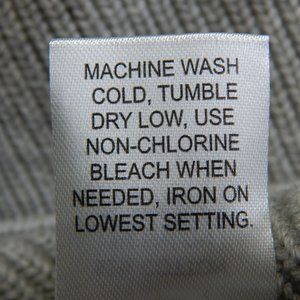 MACHINE WASH
COLD, TUMBLE
DRY LOW, USE
NON-CHLORINE
BLEACH WHEN
NEEDED, IRON ON
LOWEST SETTING.